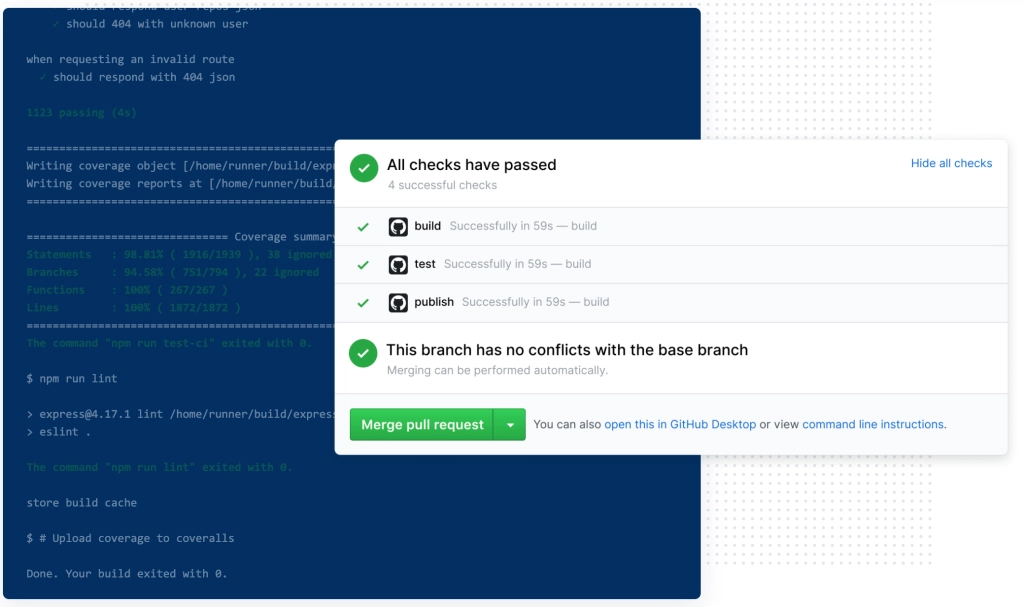 should respond user repos json
✓ should 404 with unknown user
when requesting an invalid route
✓ should respond with 404 json
1123 passing (4s)
Writing coverage object [/home/runner/build/expr
Writing coverage reports at [/home/runner/build/
============================== Coverage summary
Statements : 98.81% ( 1916/1939 ), 38 ignored
Branches : 94.58% ( 751/794 ), 22 ignored
Functions : 100% ( 267/267 )
Lines : 100% ( 1872/1872 )
The command "npm run test-ci" exited with 0.
$ npm run lint
> express@4.17.1 lint /home/runner/build/express
> eslint .
The command "npm run lint" exited with 0.
store build cache
$ # Upload coverage to coveralls
Done. Your build exited with 0.
All checks have passed
Hide all checks
4 successful checks
build Successfully in 59s — build
test Successfully in 59s — build
publish Successfully in 59s — build
This branch has no conflicts with the base branch
Merging can be performed automatically.
Merge pull request
You can also open this in GitHub Desktop or view command line instructions.